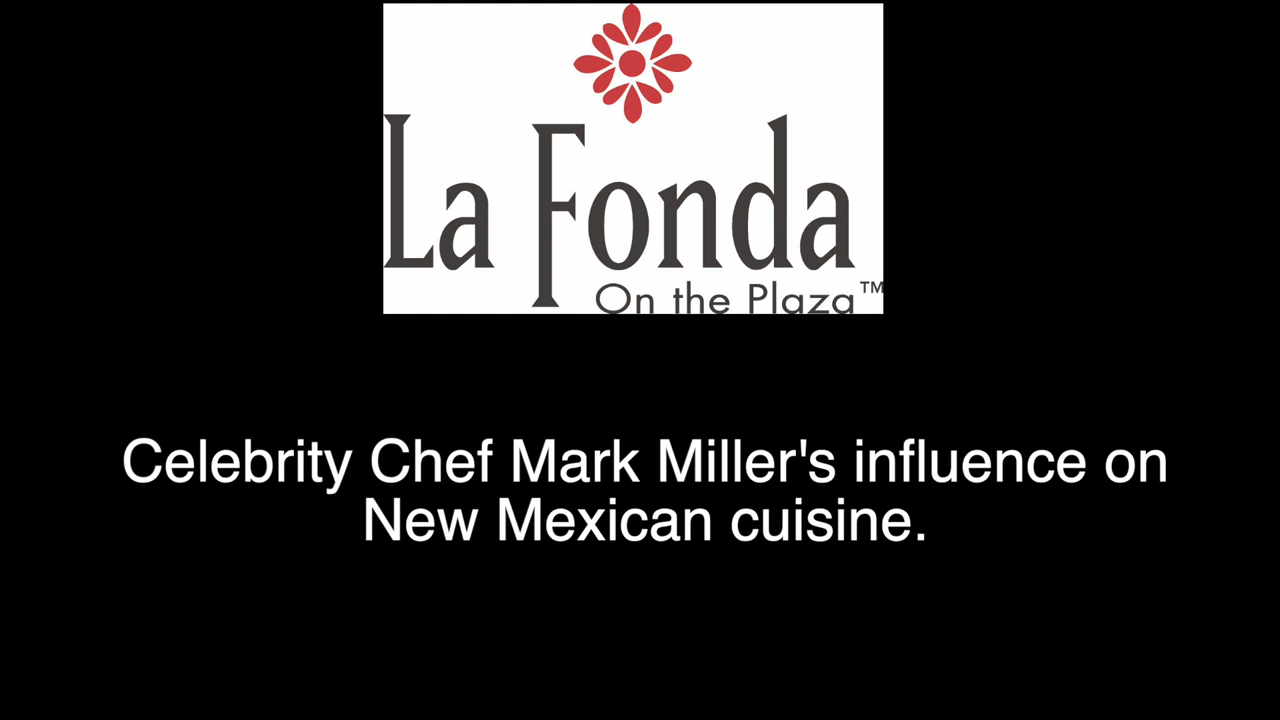 La Fonda
On the Plaza™
Celebrity Chef Mark Miller's influence on
New Mexican cuisine.